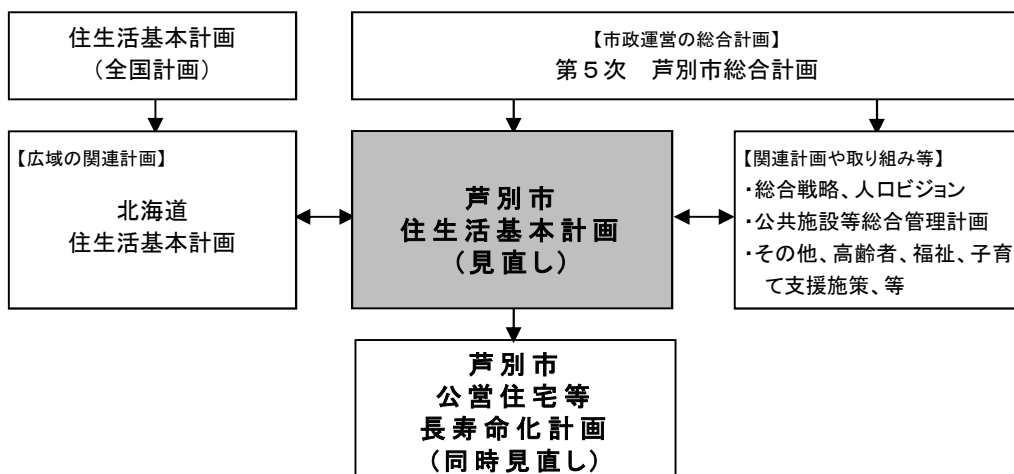 住生活基本計画
（全国計画）
【市政運営の総合計画】
第５次　芦別市総合計画
【広域の関連計画】
北海道
住生活基本計画
芦別市
住生活基本計画
（見直し）
【関連計画や取り組み等】
・総合戦略、人口ビジョン
・公共施設等総合管理計画
・その他、高齢者、福祉、子育
て支援施策、等
芦別市
公営住宅等
長寿命化計画
（同時見直し）